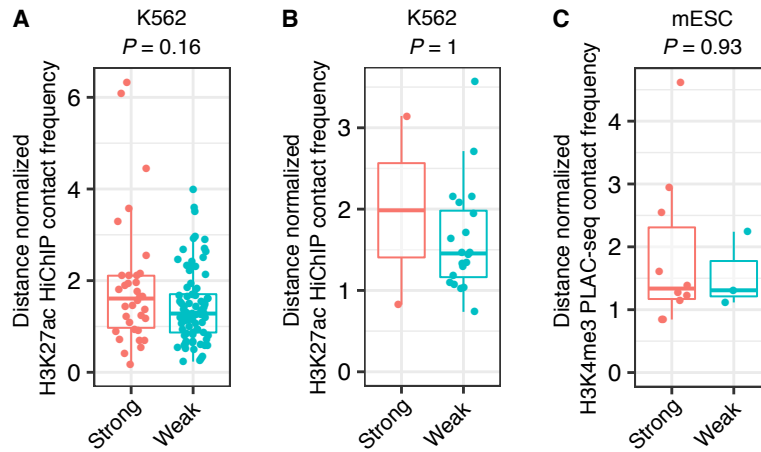 A
K562
P = 0.16
Distance normalized
H3K27ac HiChIP contact frequency
6
4
2
0
Strong
Weak
B
K562
P = 1
Distance normalized
H3K27ac HiChIP contact frequency
3
2
1
0
Strong
Weak
C
mESC
P = 0.93
Distance normalized
H3K4me3 PLAC-seq contact frequency
4
3
2
1
0
Strong
Weak